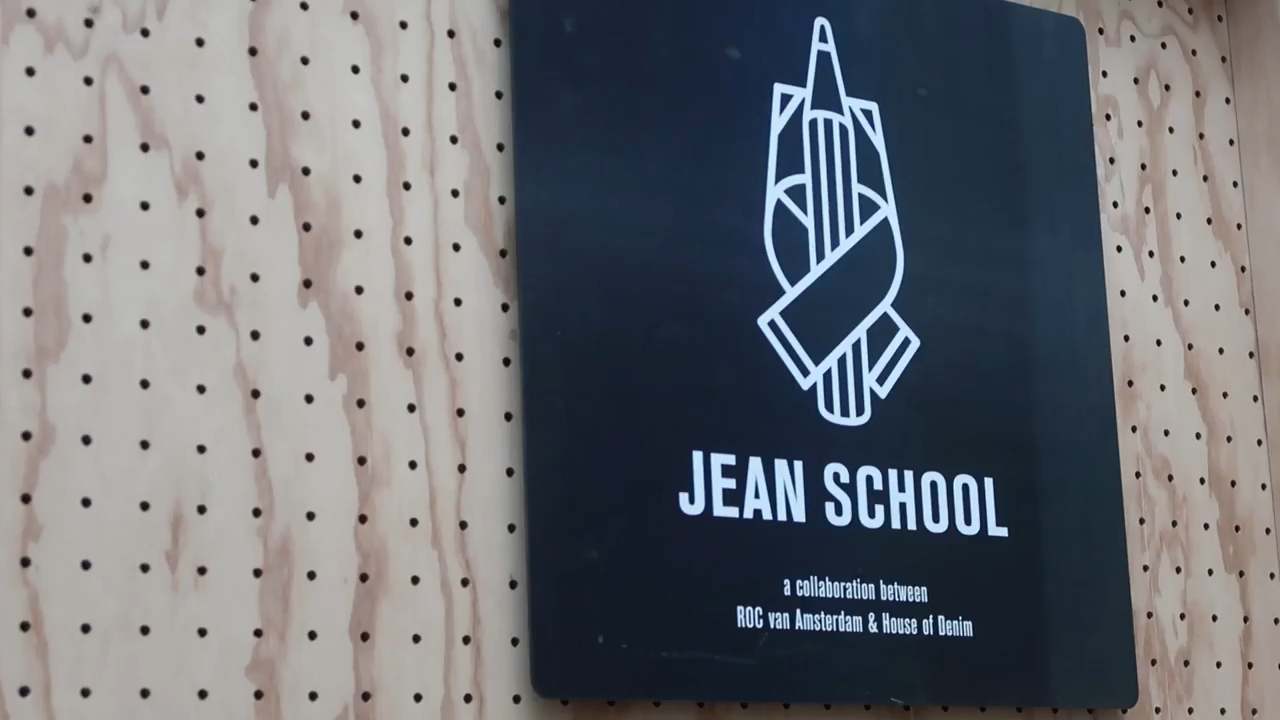 JEAN SCHOOL
a collaboration between
ROC van Amsterdam & House of Denim